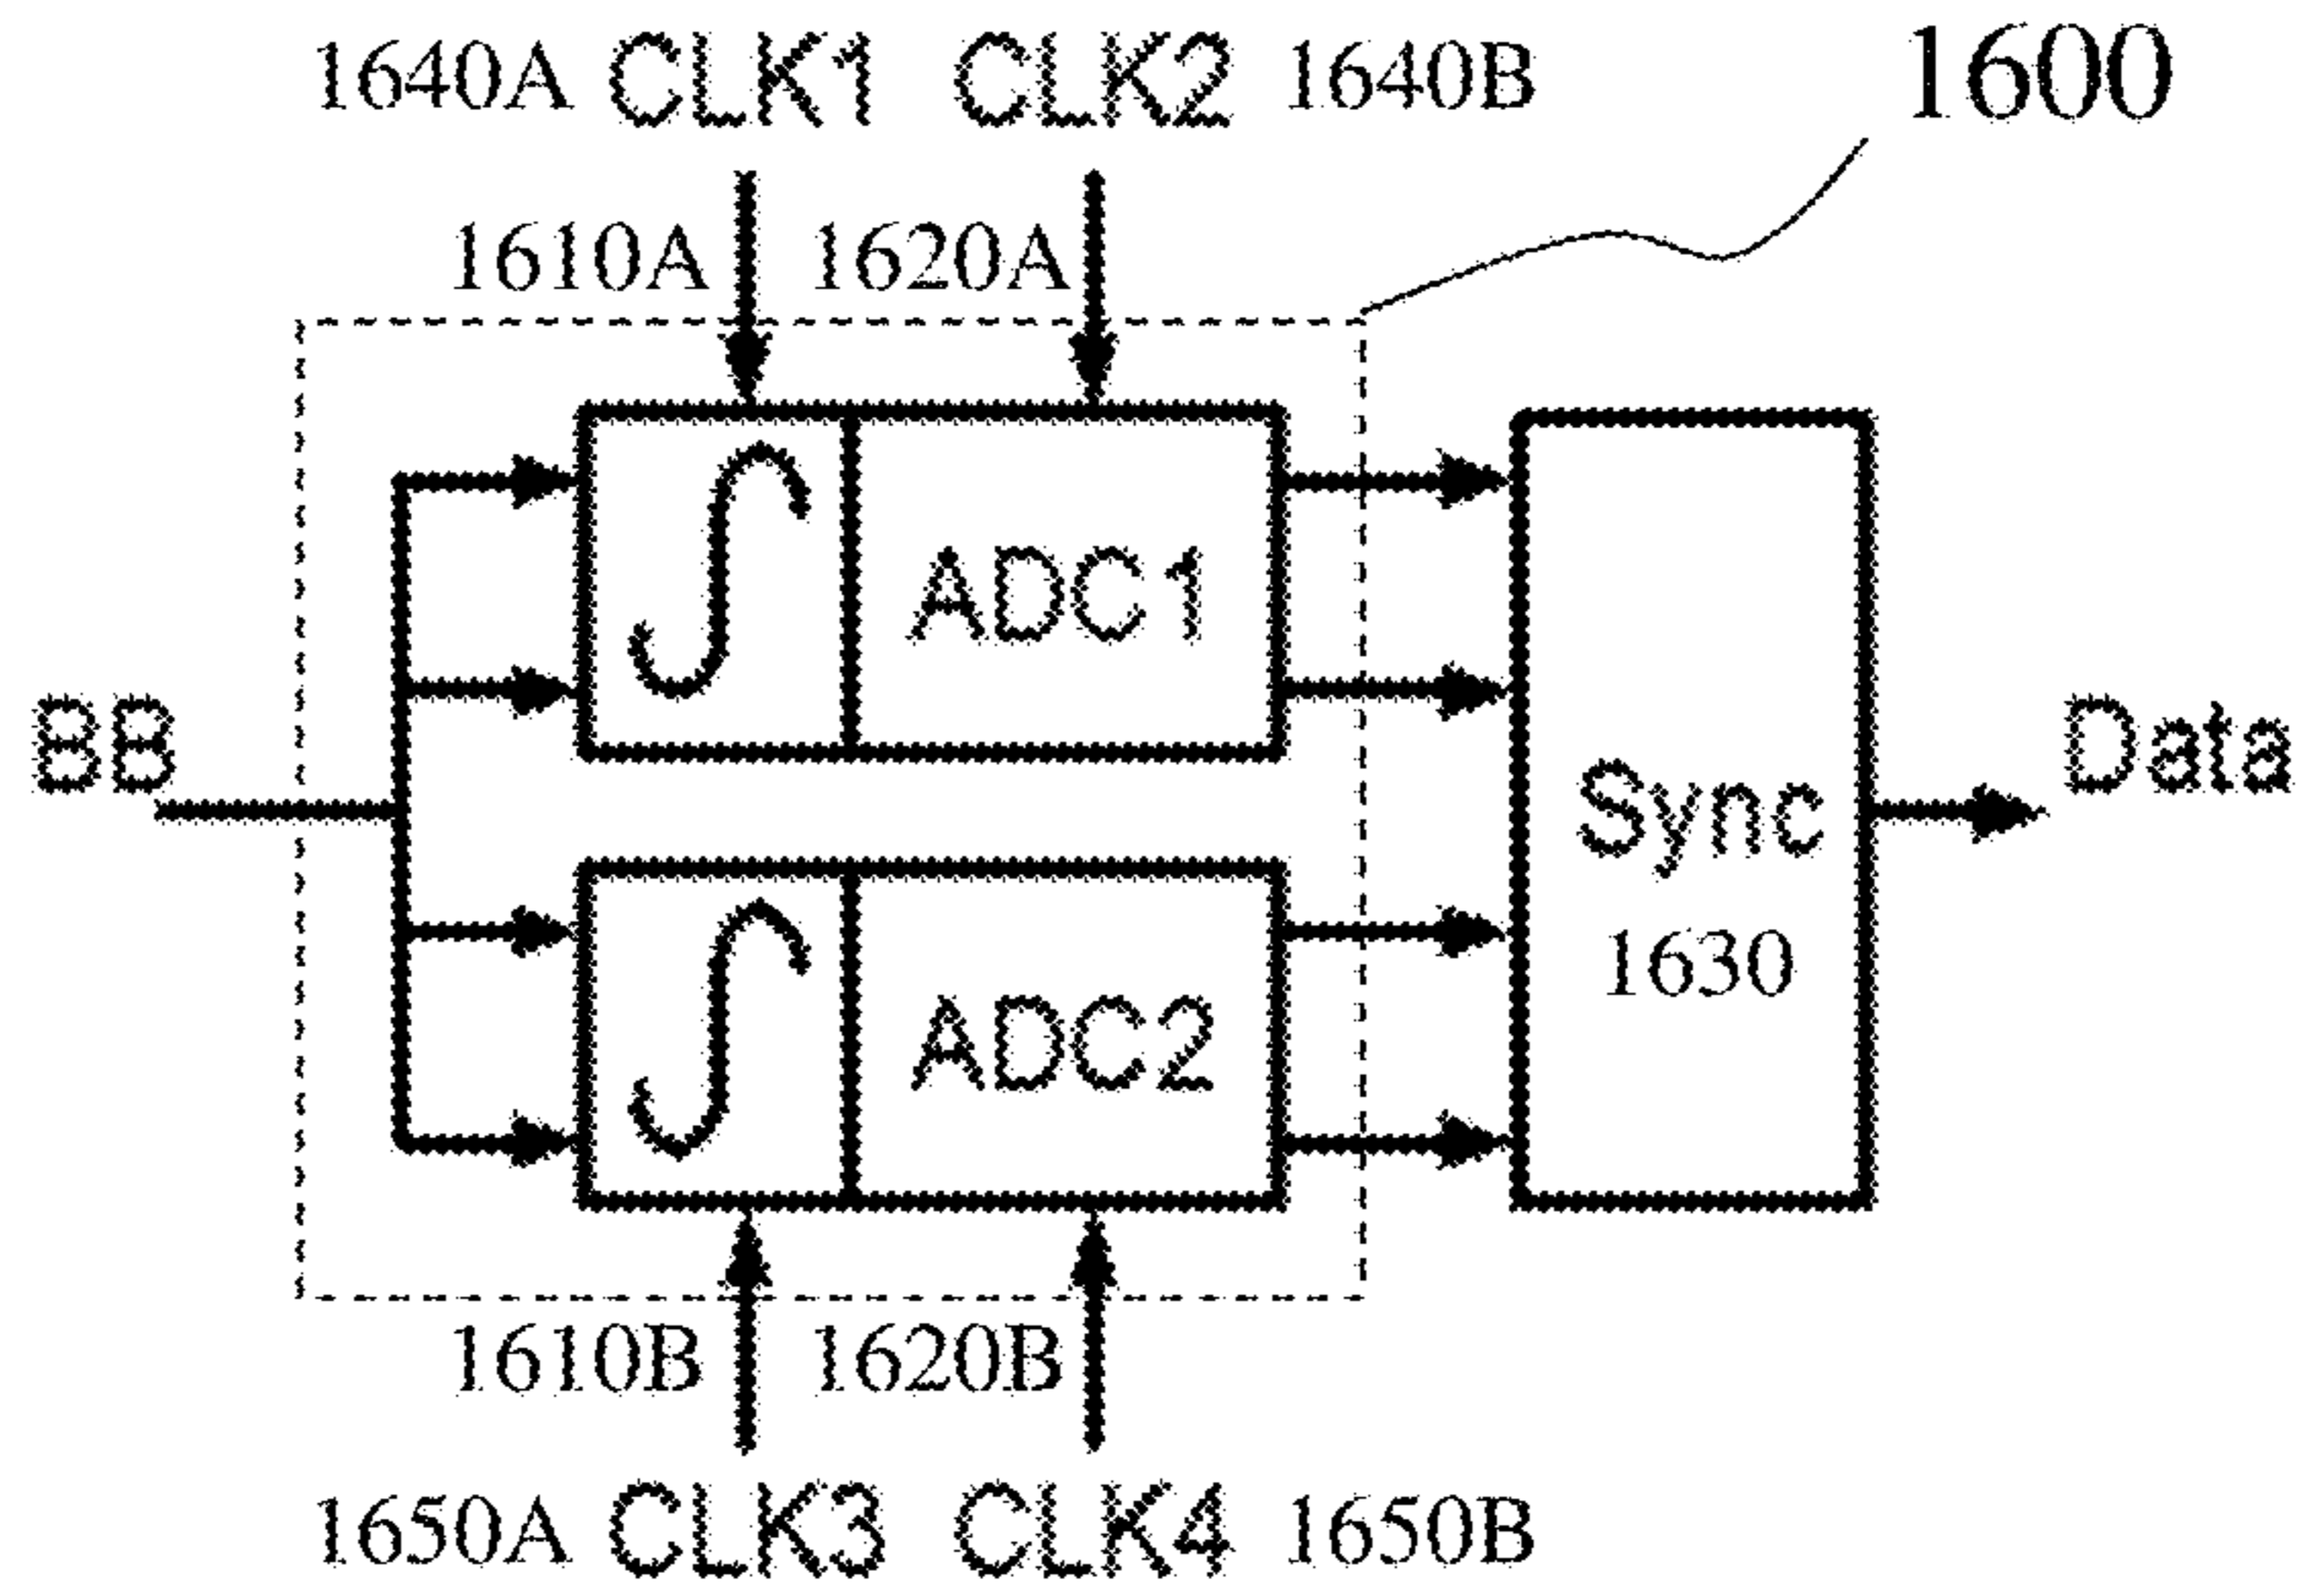 1640A CLK1 CLK2 1640B 1600
1610A 1620A
ADC1
BB Data
Sync
1630
ADC2
1610B 1620B
1650A CLK3 CLK4 1650B